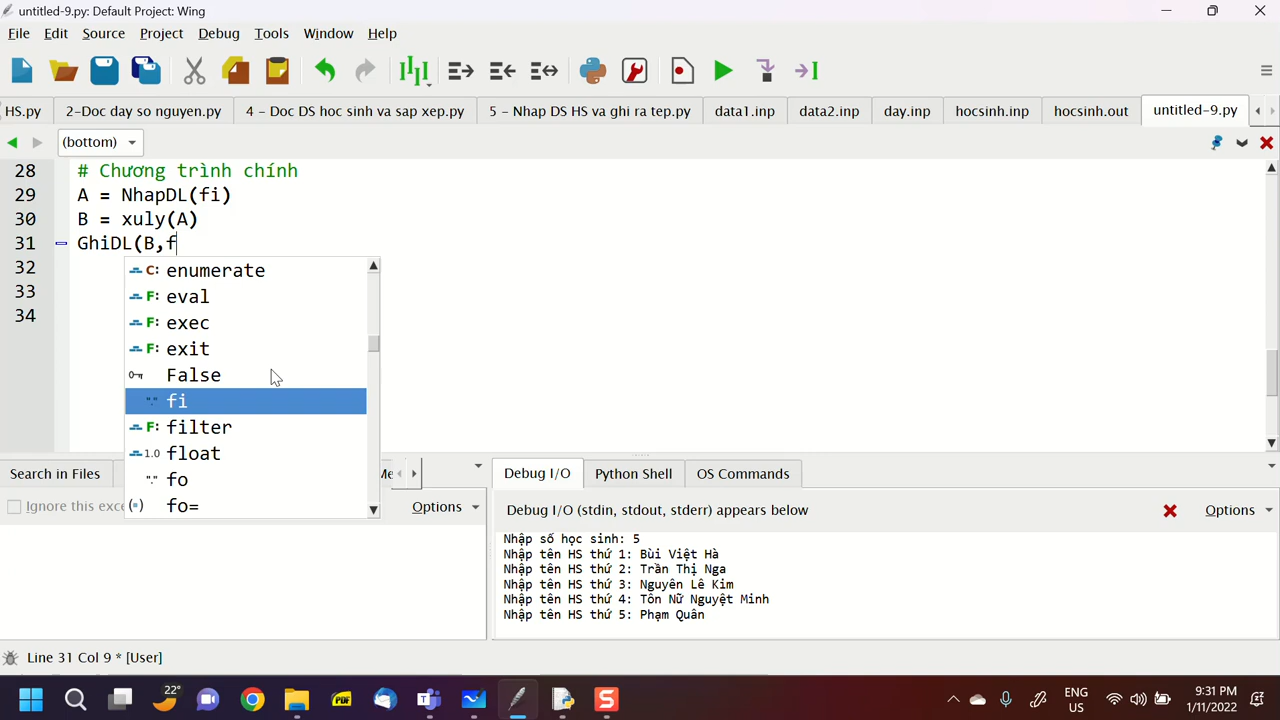 untitled-9.py: Default Project: Wing
File Edit Source Project Debug Tools Window Help
HS.py 2-Doc day so nguyen.py 4 - Doc DS hoc sinh va sap xep.py 5 - Nhap DS HS va ghi ra tep.py data1.inp data2.inp day.inp hocsinh.inp hocsinh.out untitled-9.py
(bottom)
28 # Chương trình chính
29 A = NhapDL(fi)
30 B = xuly(A)
31 GhiDL(B,f
32
33
34
C: enumerate
F: eval
F: exec
F: exit
False
"." fi
F: filter
1.0 float
"." fo
(=) fo=
Search in Files Me Debug I/O Python Shell OS Commands
Ignore this exce Options Debug I/O (stdin, stdout, stderr) appears below Options
Nhập số học sinh: 5
Nhập tên HS thứ 1: Bùi Việt Hà
Nhập tên HS thứ 2: Trần Thị Nga
Nhập tên HS thứ 3: Nguyên Lê Kim
Nhập tên HS thứ 4: Tôn Nữ Nguyệt Minh
Nhập tên HS thứ 5: Phạm Quân
Line 31 Col 9 * [User]
22°
PDF
ENG
US
9:31 PM
1/11/2022